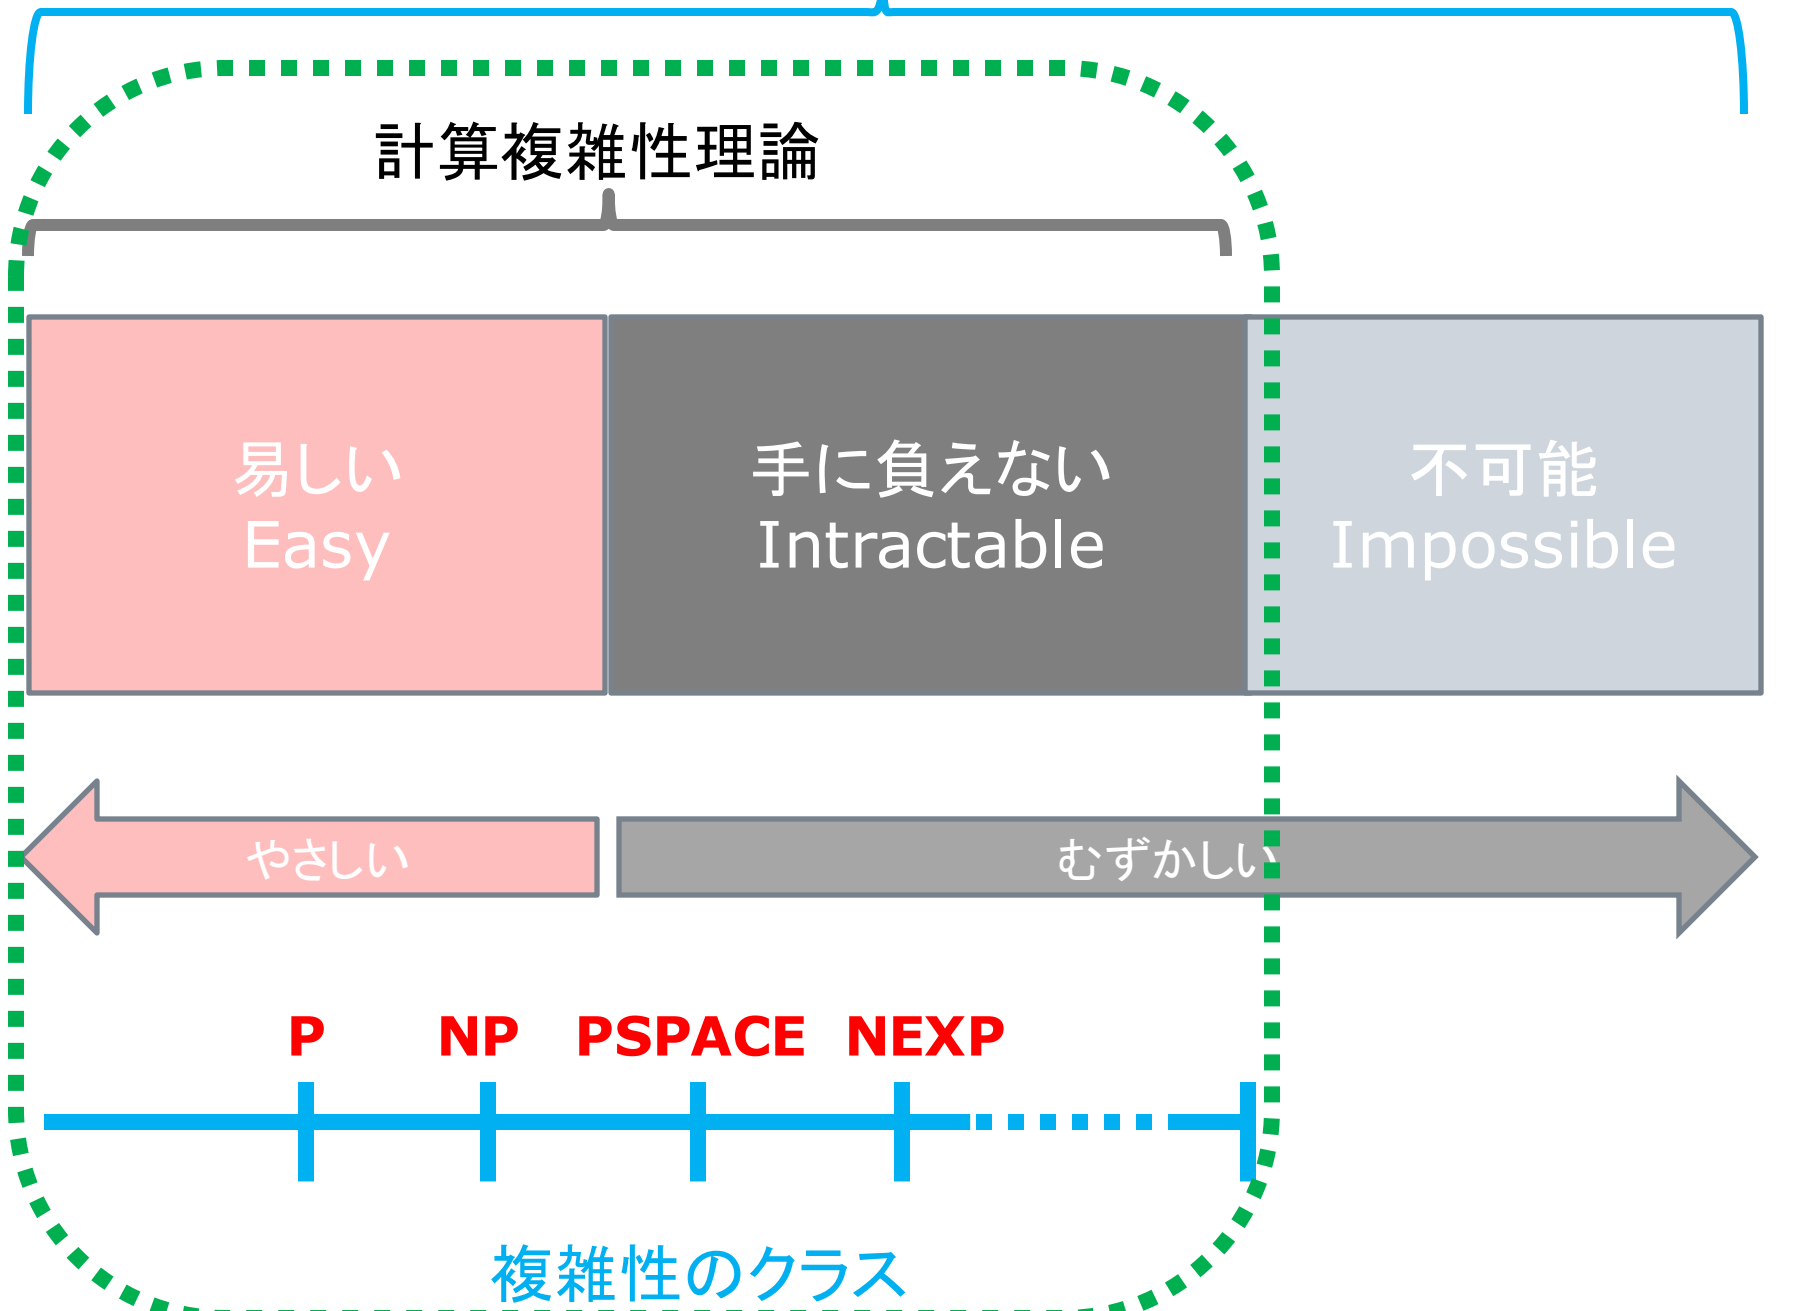 計算複雑性理論
易しい
Easy
手に負えない
Intractable
不可能
Impossible
やさしい
むずかしい
P NP PSPACE NEXP
複雑性のクラス